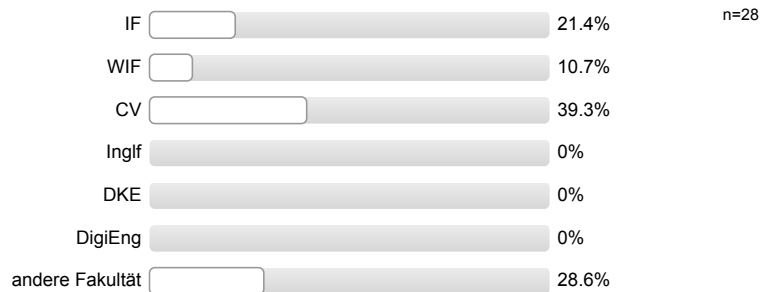 IF 21.4% n=28
WIF 10.7%
CV 39.3%
IngIf 0%
DKE 0%
DigiEng 0%
andere Fakultät 28.6%